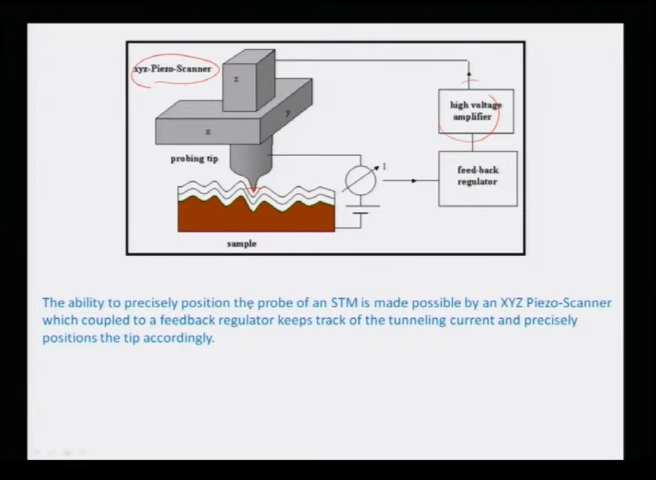 xyz-Piezo-Scanner
z
y
x
probing tip
high voltage
amplifier
I
feed-back
regulator
sample
The ability to precisely position the probe of an STM is made possible by an XYZ Piezo-Scanner
which coupled to a feedback regulator keeps track of the tunneling current and precisely
positions the tip accordingly.